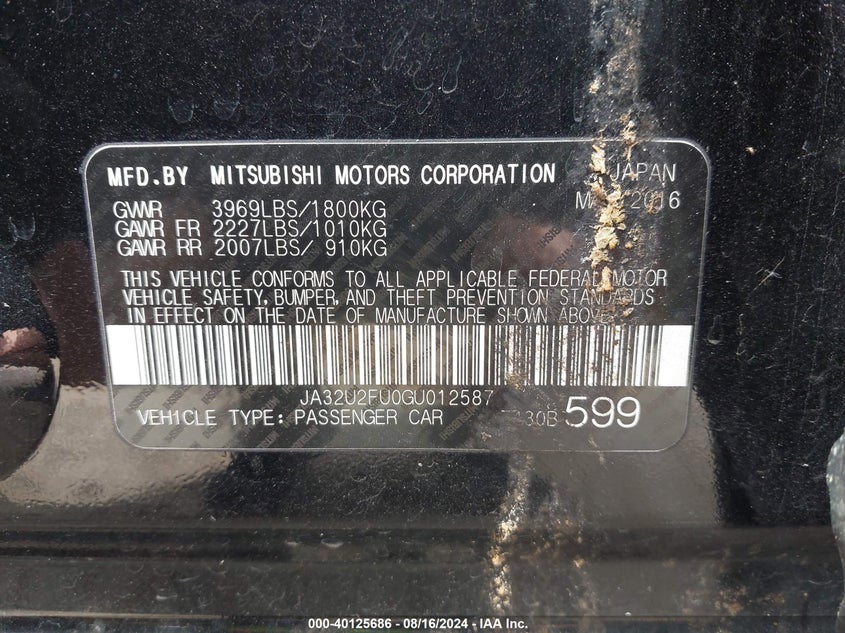 MFD.BY MITSUBISHI MOTORS CORPORATION JAPAN
2016
GVWR 3969LBS/1800KG
GAWR FR 2227LBS/1010KG
GAWR RR 2007LBS/ 910KG
THIS VEHICLE CONFORMS TO ALL APPLICABLE FEDERAL MOTOR
VEHICLE SAFETY, BUMPER, AND THEFT PREVENTION STANDARDS
IN EFFECT ON THE DATE OF MANUFACTURE SHOWN ABOVE.
JA32U2FU0GU012587
VEHICLE TYPE: PASSENGER CAR 599
000-40125686 - 08/16/2024 - IAA Inc.